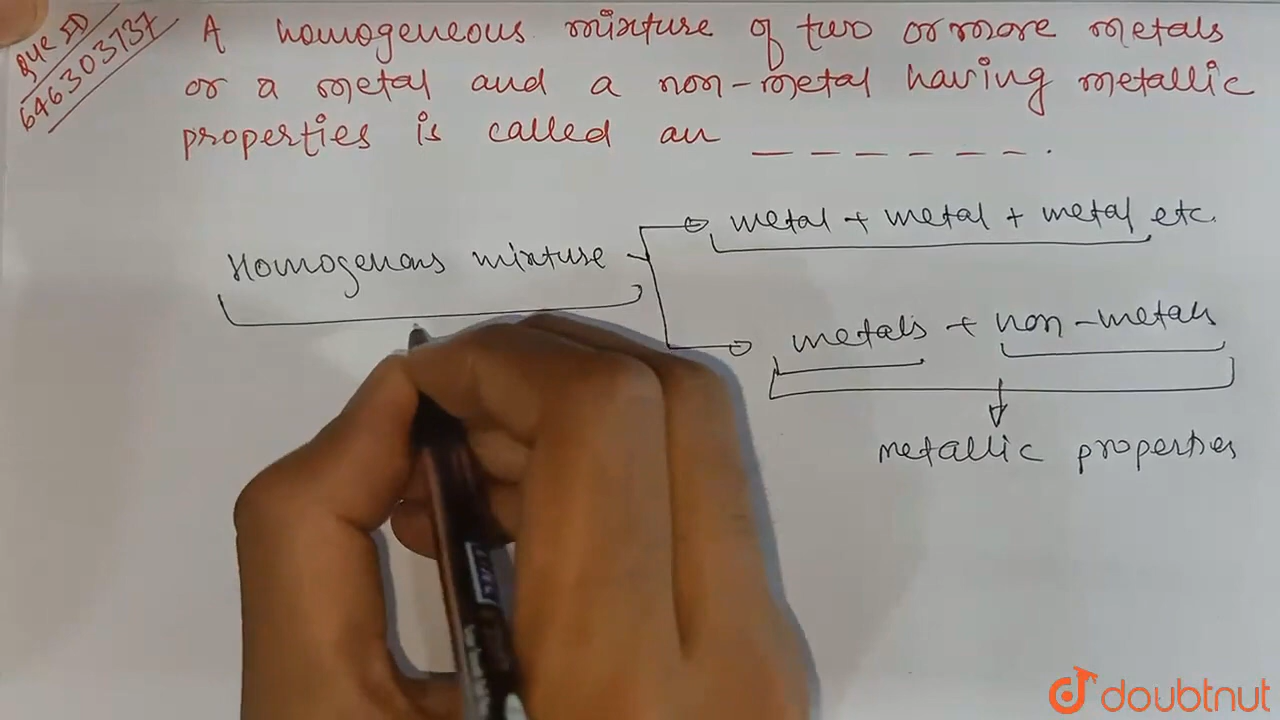 Que ID
646303737
A homogeneous mixture of two or more metals
or a metal and a non-metal having metallic
properties is called an _ _ _ _ _ _ .
metal + metal + metal etc.
Homogenous mixture
metals + non-metals
metallic properties
doubtnut